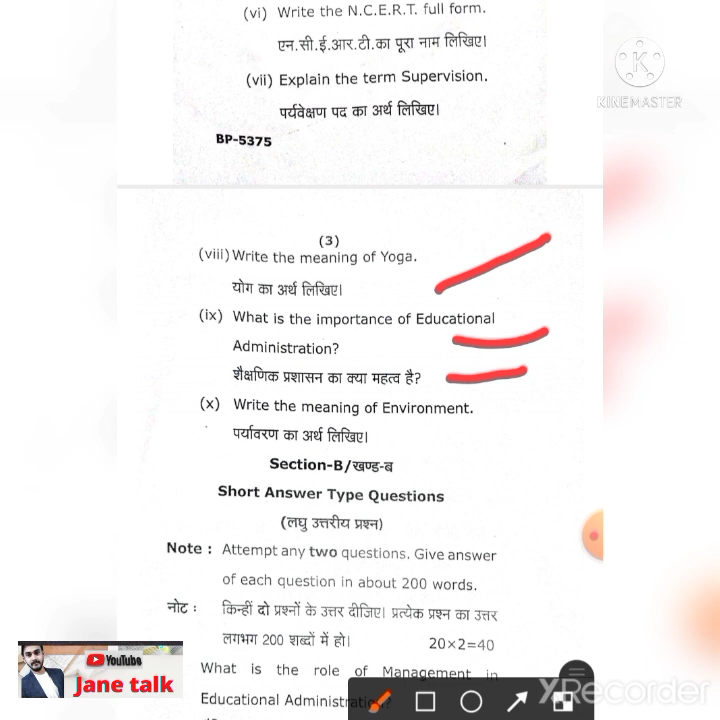 (vi) Write the N.C.E.R.T. full form.
एन.सी.ई.आर.टी.का पूरा नाम लिखिए।
(vii) Explain the term Supervision.
पर्यवेक्षण पद का अर्थ लिखिए।
BP-5375
K
KINEMASTER
(3)
(viii) Write the meaning of Yoga.
योग का अर्थ लिखिए।
(ix) What is the importance of Educational
Administration?
शैक्षणिक प्रशासन का क्या महत्व है?
(x) Write the meaning of Environment.
पर्यावरण का अर्थ लिखिए।
Section-B/खण्ड-ब
Short Answer Type Questions
(लघु उत्तरीय प्रश्न)
Note : Attempt any two questions. Give answer
of each question in about 200 words.
नोट : किन्हीं दो प्रश्नों के उत्तर दीजिए। प्रत्येक प्रश्न का उत्तर
लगभग 200 शब्दों में हो। 20×2=40
What is the role of Management in
Educational Administration?
YouTube
Jane talk
XRecorder